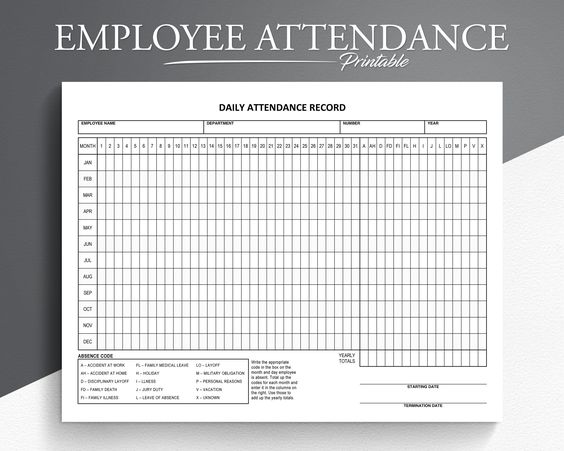 EMPLOYEE ATTENDANCE
Printable
DAILY ATTENDANCE RECORD
EMPLOYEE NAME DEPARTMENT NUMBER YEAR
MONTH 1 2 3 4 5 6 7 8 9 10 11 12 13 14 15 16 17 18 19 20 21 22 23 24 25 26 27 28 29 30 31 A AH D FD FI FL H I J L LO M P V X
JAN
FEB
MAR
APR
MAY
JUN
JUL
AUG
SEP
OCT
NOV
DEC
ABSENCE CODE
A – ACCIDENT AT WORK FL – FAMILY MEDICAL LEAVE LO – LAYOFF
AH – ACCIDENT AT HOME H – HOLIDAY M – MILITARY OBLIGATION
D – DISCIPLINARY LAYOFF I – ILLNESS P – PERSONAL REASONS
FD – FAMILY DEATH J – JURY DUTY V – VACATION
FI – FAMILY ILLNESS L – LEAVE OF ABSENCE X – UKNOWN
Write the appropriate
code in the box on the
month and day employee
is absent. Total up the
codes for each month and
enter it in the columns on
the right. Use those to
add up the yearly totals
YEARLY
TOTALS
STARTING DATE
TERMINATION DATE